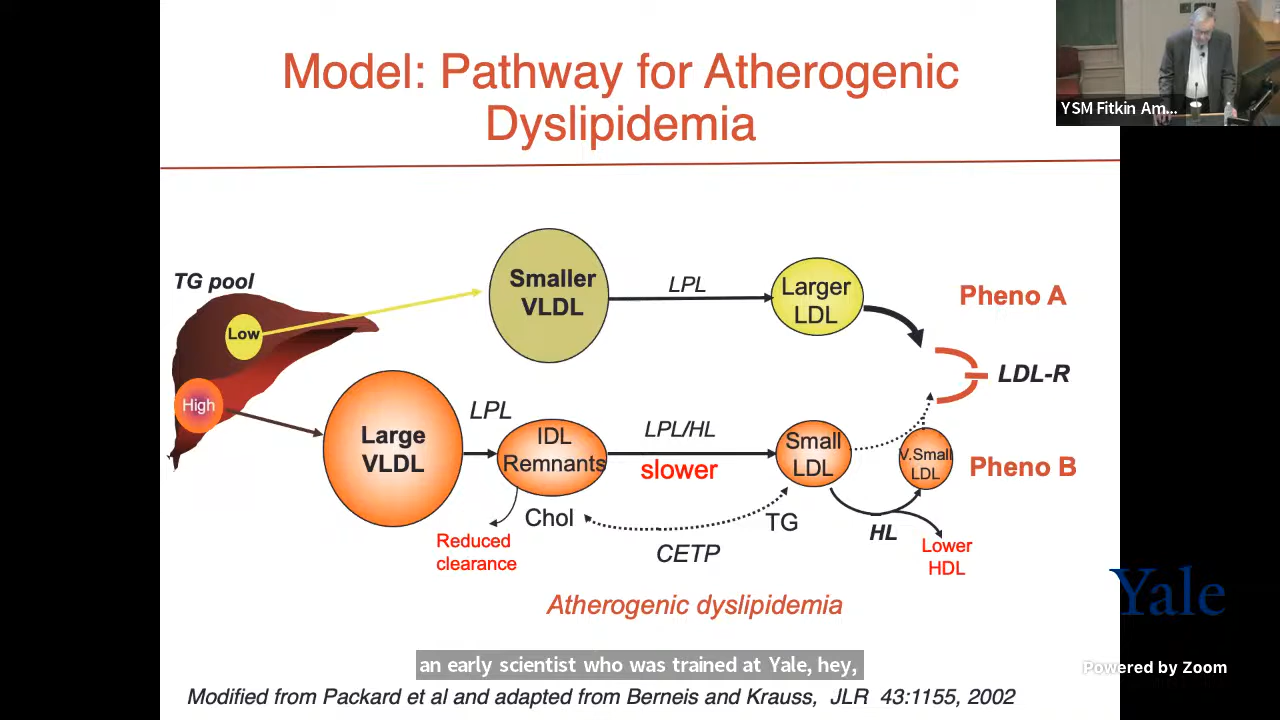 Model: Pathway for Atherogenic
Dyslipidemia
YSM Fitkin Am...
TG pool
Low
High
Smaller
VLDL
LPL
Larger
LDL
Pheno A
LDL-R
Large
VLDL
LPL
IDL
Remnants
LPL/HL
slower
Small
LDL
V.Small
LDL
Pheno B
Chol
TG
CETP
HL
Reduced
clearance
Lower
HDL
Atherogenic dyslipidemia
Yale
an early scientist who was trained at Yale, hey,
Powered by Zoom
Modified from Packard et al and adapted from Berneis and Krauss, JLR 43:1155, 2002